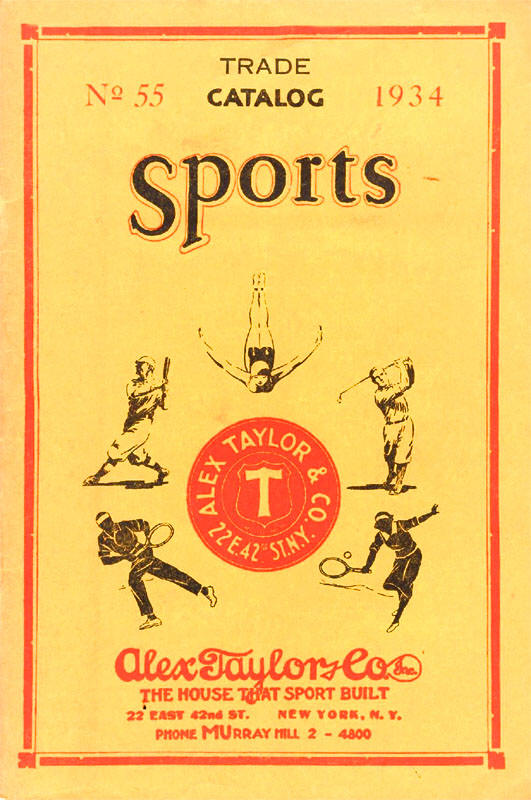 TRADE
Nº 55 CATALOG 1934
Sports
ALEX TAYLOR & CO.
T
22 E. 42nd ST. N.Y.
Alex Taylor & Co. Inc.
THE HOUSE THAT SPORT BUILT
22 EAST 42nd ST. NEW YORK, N. Y.
PHONE MURRAY HILL 2 - 4800